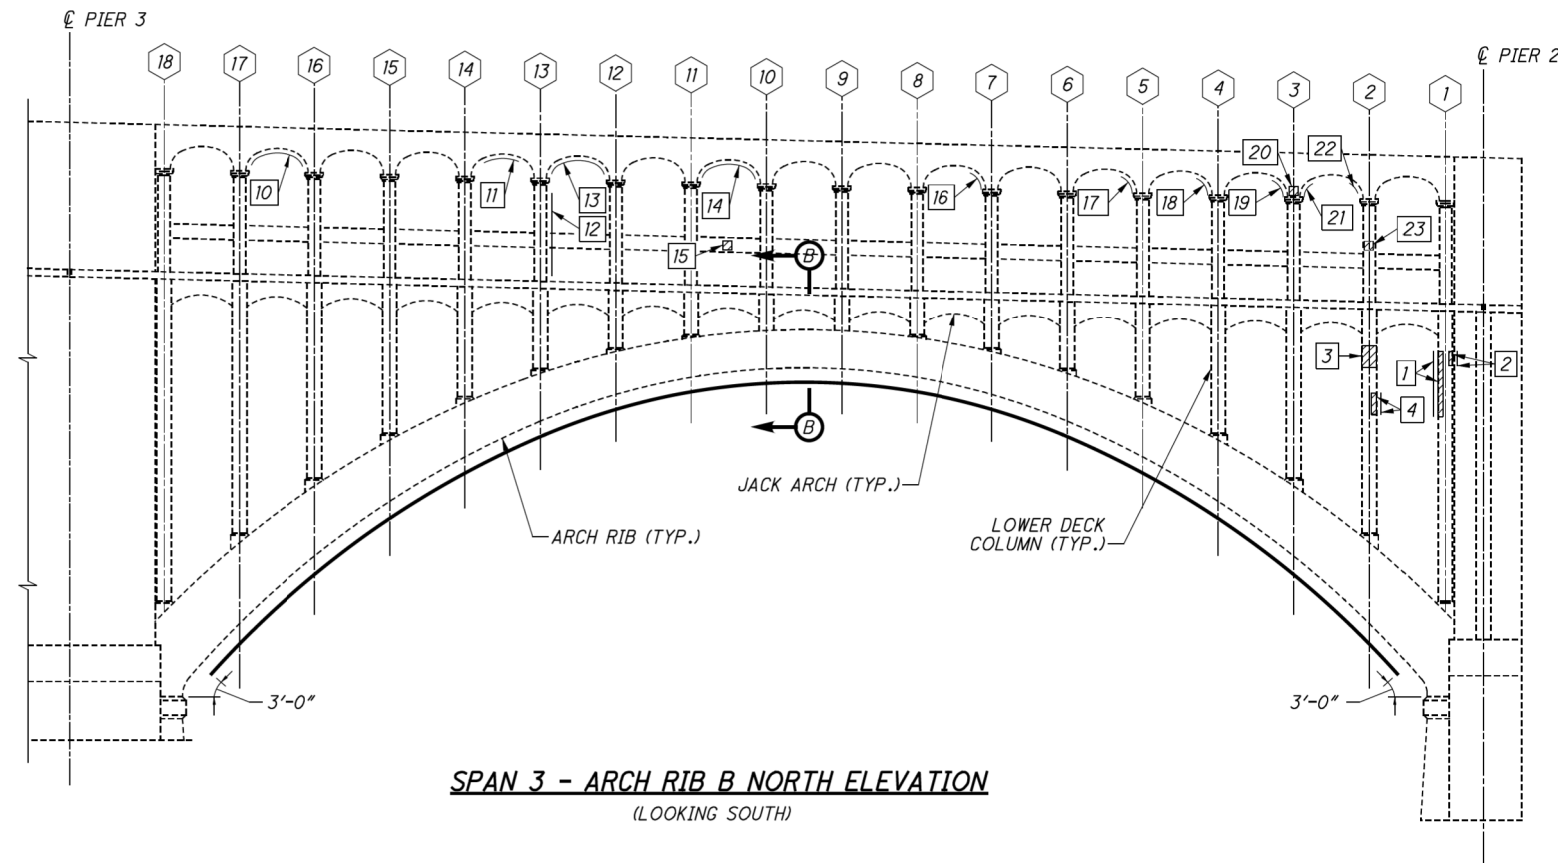 ℄ PIER 3
℄ PIER 2
18 17 16 15 14 13 12 11 10 9 8 7 6 5 4 3 2 1
20 22
10 11 13 14 16 17 18 19 21
12 15 23
B
3 1 2
4
B
JACK ARCH (TYP.)
ARCH RIB (TYP.)
LOWER DECK
COLUMN (TYP.)
3'-0" 3'-0"
SPAN 3 - ARCH RIB B NORTH ELEVATION
(LOOKING SOUTH)